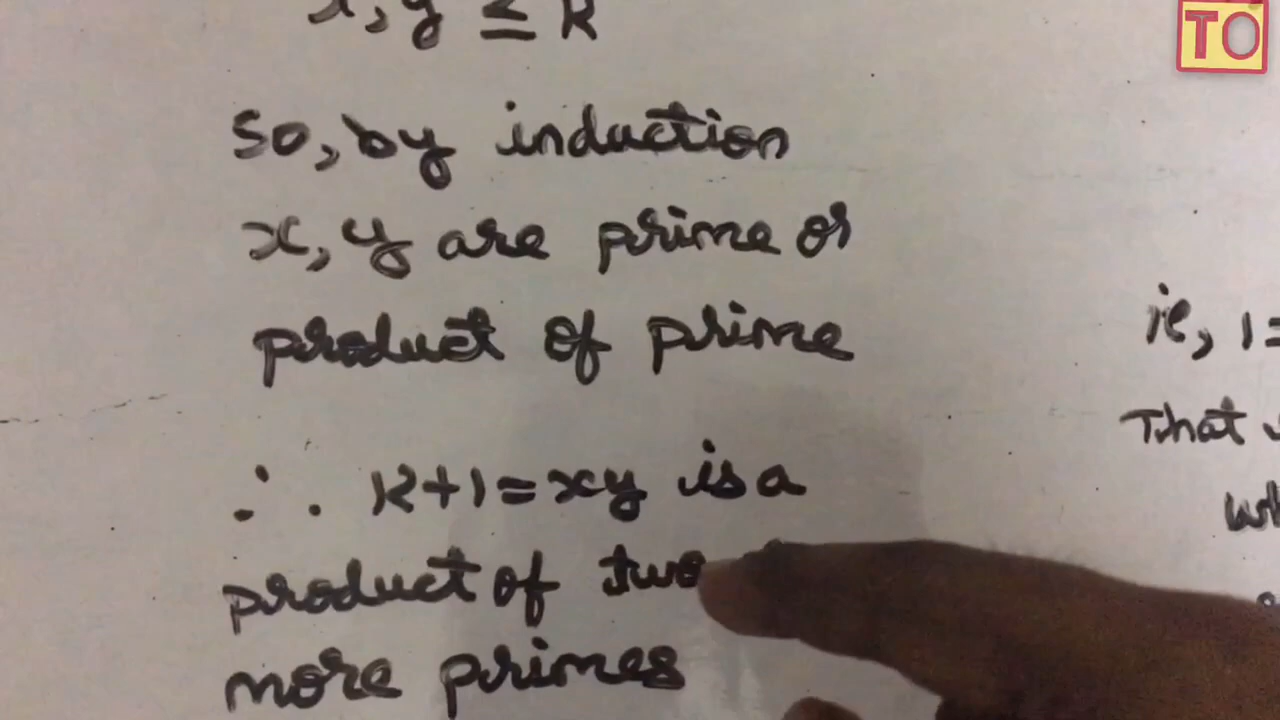 x, y ≤ k
So, by induction
x, y are prime or
product of prime
∴ k+1=xy is a
product of two
more primes
ie, 1=
That
TO